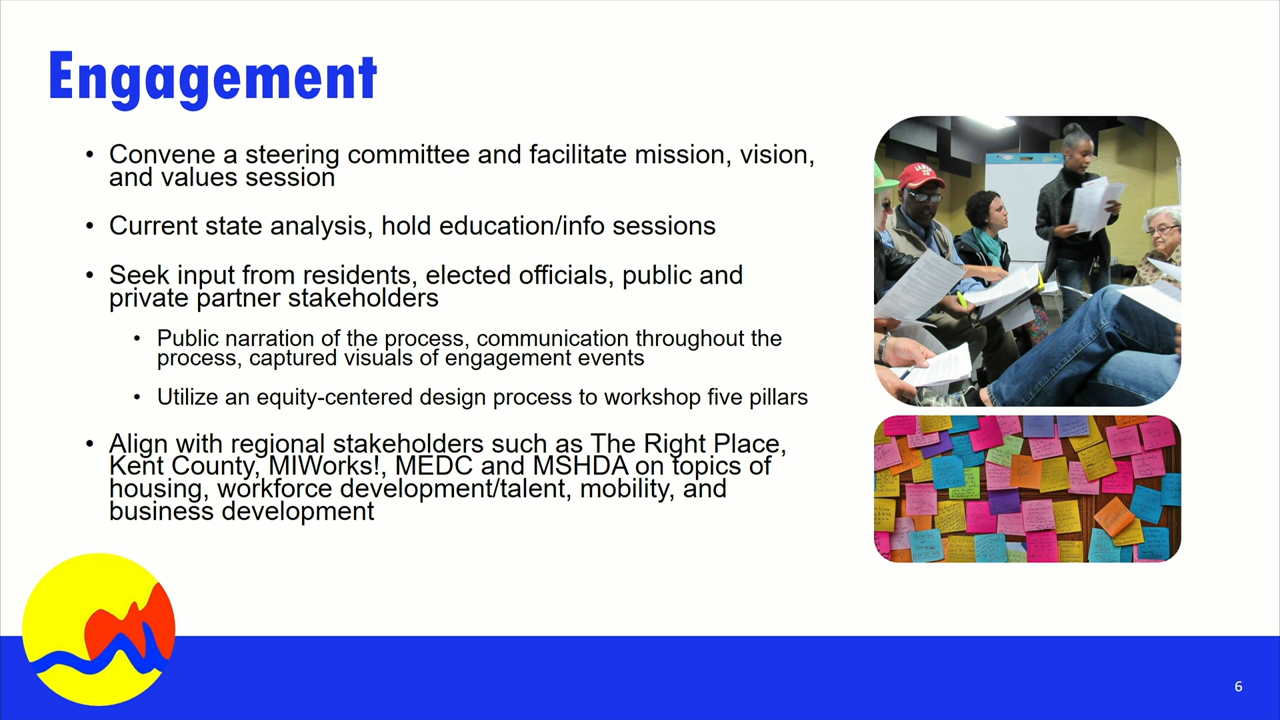 Engagement
• Convene a steering committee and facilitate mission, vision,
and values session
• Current state analysis, hold education/info sessions
• Seek input from residents, elected officials, public and
private partner stakeholders
• Public narration of the process, communication throughout the
process, captured visuals of engagement events
• Utilize an equity-centered design process to workshop five pillars
• Align with regional stakeholders such as The Right Place,
Kent County, MIWorks!, MEDC and MSHDA on topics of
housing, workforce development/talent, mobility, and
business development
6